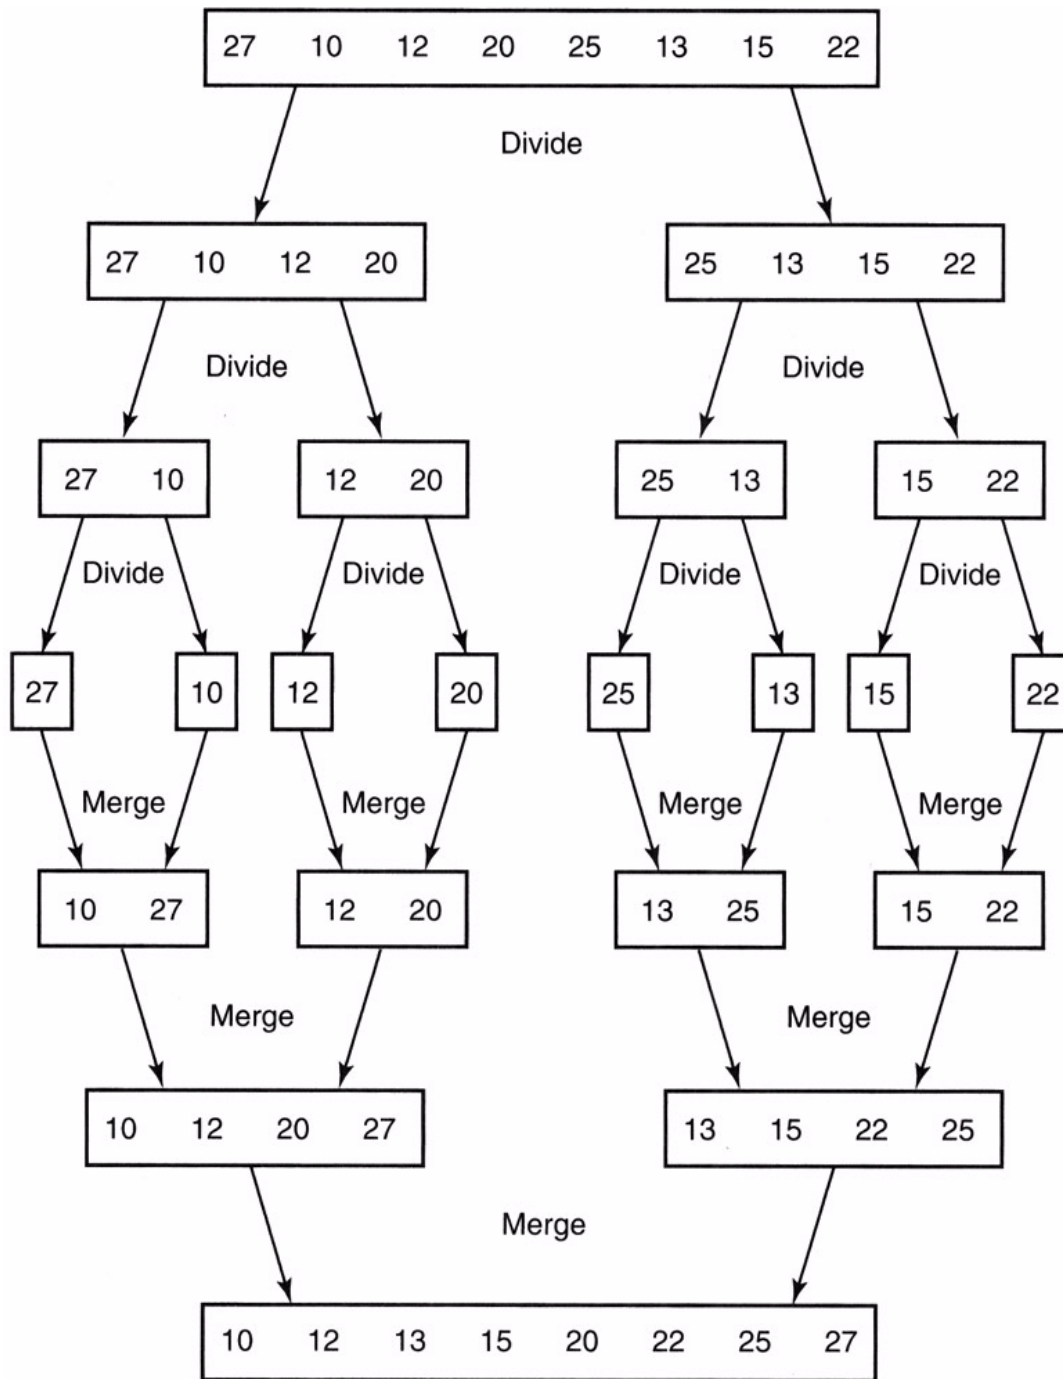 27 10 12 20 25 13 15 22
Divide
27 10 12 20 25 13 15 22
Divide Divide
27 10 12 20 25 13 15 22
Divide Divide Divide Divide
27 10 12 20 25 13 15 22
Merge Merge Merge Merge
10 27 12 20 13 25 15 22
Merge Merge
10 12 20 27 13 15 22 25
Merge
10 12 13 15 20 22 25 27